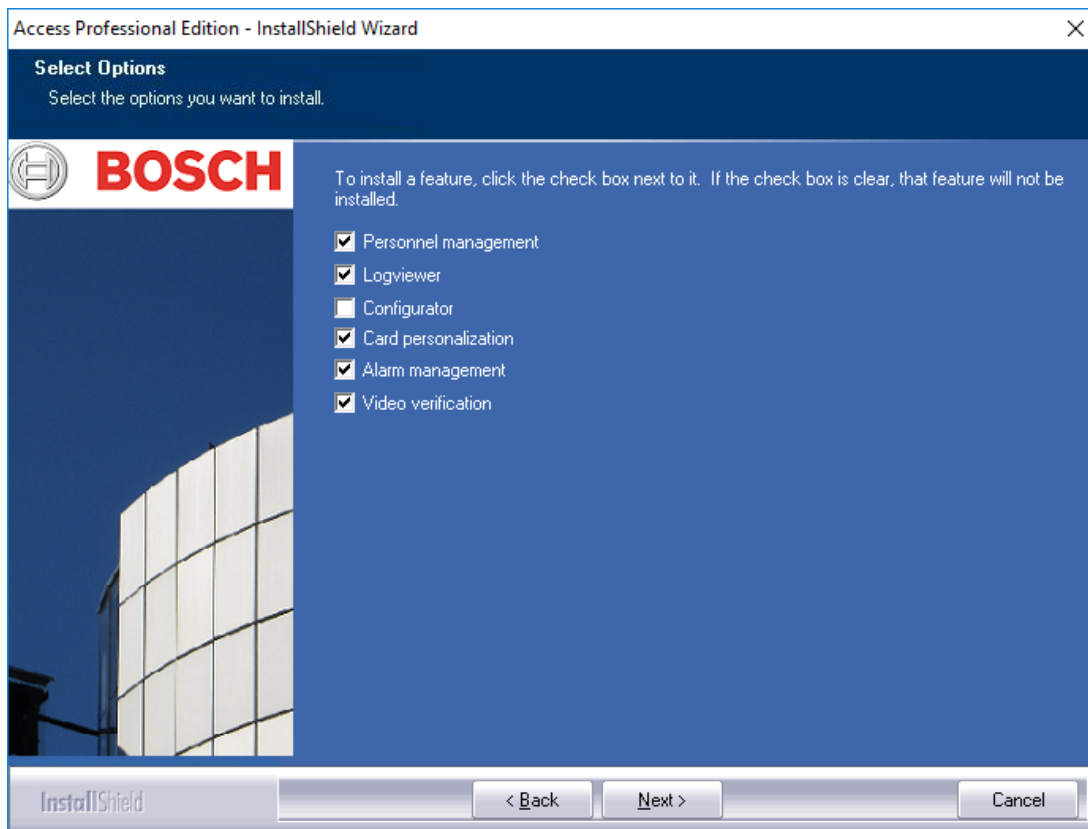 Access Professional Edition - InstallShield Wizard
Select Options
Select the options you want to install.
BOSCH
To install a feature, click the check box next to it. If the check box is clear, that feature will not be
installed.
Personnel management
Logviewer
Configurator
Card personalization
Alarm management
Video verification
InstallShield
< Back
Next >
Cancel